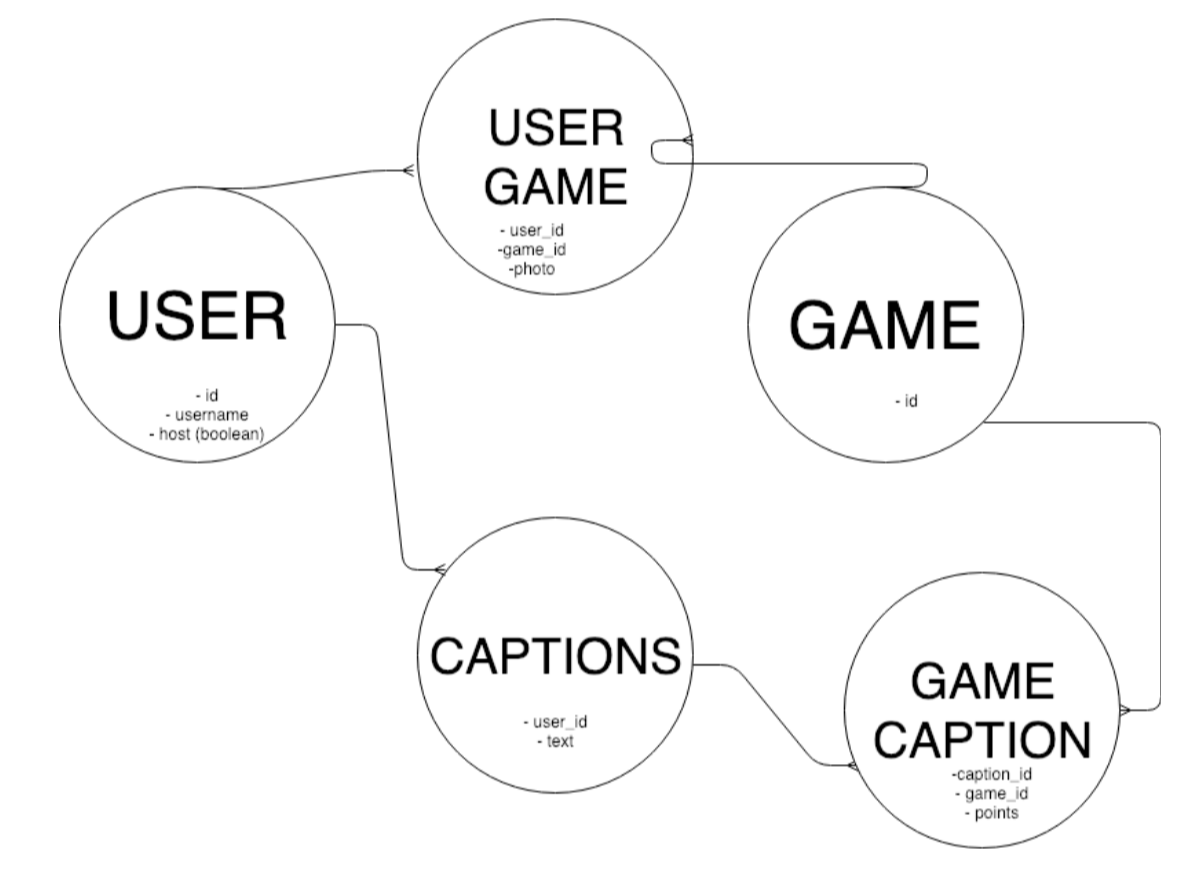 USER
GAME
- user_id
-game_id
-photo
USER
- id
- username
- host (boolean)
GAME
- id
CAPTIONS
- user_id
- text
GAME
CAPTION
-caption_id
- game_id
- points